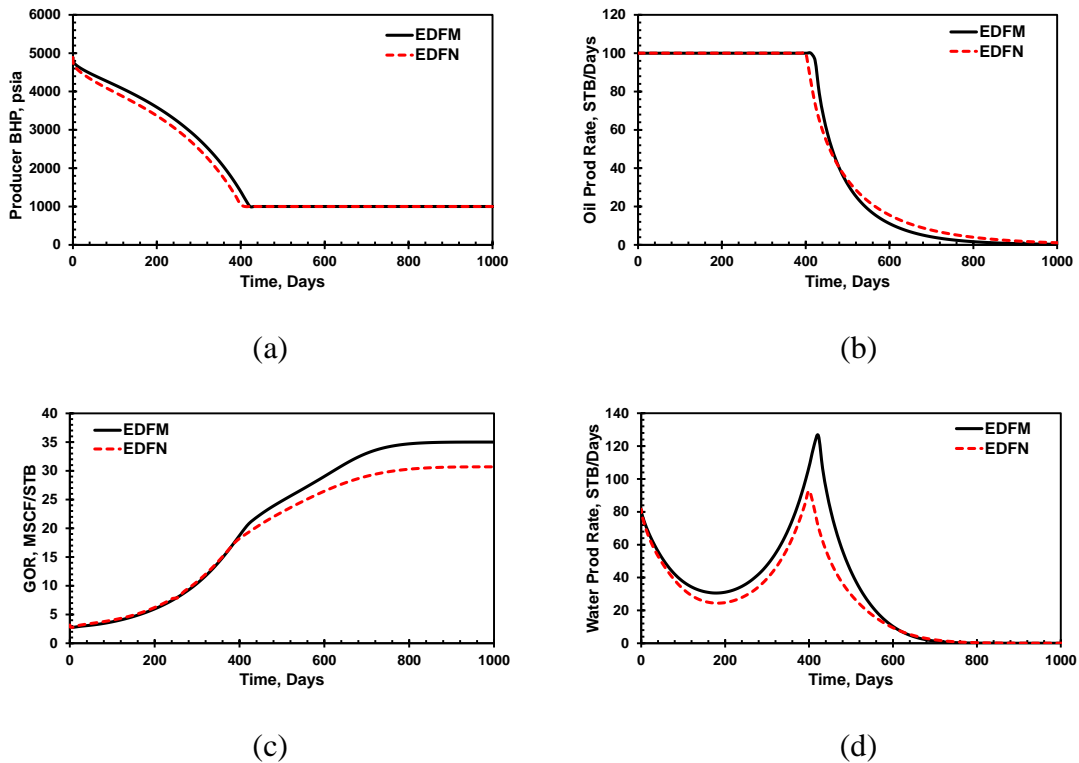 6000
5000
4000
3000
2000
1000
0
Producer BHP, psia
EDFM
EDFN
0 200 400 600 800 1000
Time, Days
(a)
120
100
80
60
40
20
0
Oil Prod Rate, STB/Days
EDFM
EDFN
0 200 400 600 800 1000
Time, Days
(b)
40
35
30
25
20
15
10
5
0
GOR, MSCF/STB
EDFM
EDFN
0 200 400 600 800 1000
Time, Days
(c)
140
120
100
80
60
40
20
0
Water Prod Rate, STB/Days
EDFM
EDFN
0 200 400 600 800 1000
Time, Days
(d)